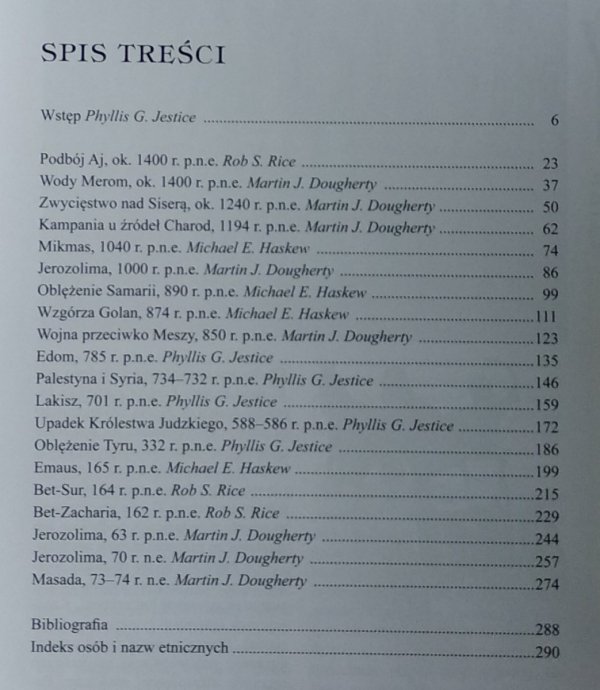 SPIS TREŚCI
Wstęp Phyllis G. Jestice ........ 6
Podbój Aj, ok. 1400 r. p.n.e. Rob S. Rice ........ 23
Wody Merom, ok. 1400 r. p.n.e. Martin J. Dougherty ........ 37
Zwycięstwo nad Siserą, ok. 1240 r. p.n.e. Martin J. Dougherty ........ 50
Kampania u źródeł Charod, 1194 r. p.n.e. Martin J. Dougherty ........ 62
Mikmas, 1040 r. p.n.e. Michael E. Haskew ........ 74
Jerozolima, 1000 r. p.n.e. Martin J. Dougherty ........ 86
Oblężenie Samarii, 890 r. p.n.e. Michael E. Haskew ........ 99
Wzgórza Golan, 874 r. p.n.e. Michael E. Haskew ........ 111
Wojna przeciwko Meszy, 850 r. p.n.e. Martin J. Dougherty ........ 123
Edom, 785 r. p.n.e. Phyllis G. Jestice ........ 135
Palestyna i Syria, 734–732 r. p.n.e. Phyllis G. Jestice ........ 146
Lakisz, 701 r. p.n.e. Phyllis G. Jestice ........ 159
Upadek Królestwa Judzkiego, 588–586 r. p.n.e. Phyllis G. Jestice ........ 172
Oblężenie Tyru, 332 r. p.n.e. Phyllis G. Jestice ........ 186
Emaus, 165 r. p.n.e. Michael E. Haskew ........ 199
Bet-Sur, 164 r. p.n.e. Rob S. Rice ........ 215
Bet-Zacharia, 162 r. p.n.e. Rob S. Rice ........ 229
Jerozolima, 63 r. p.n.e. Martin J. Dougherty ........ 244
Jerozolima, 70 r. n.e. Martin J. Dougherty ........ 257
Masada, 73–74 r. n.e. Martin J. Dougherty ........ 274
Bibliografia ........ 288
Indeks osób i nazw etnicznych ........ 290